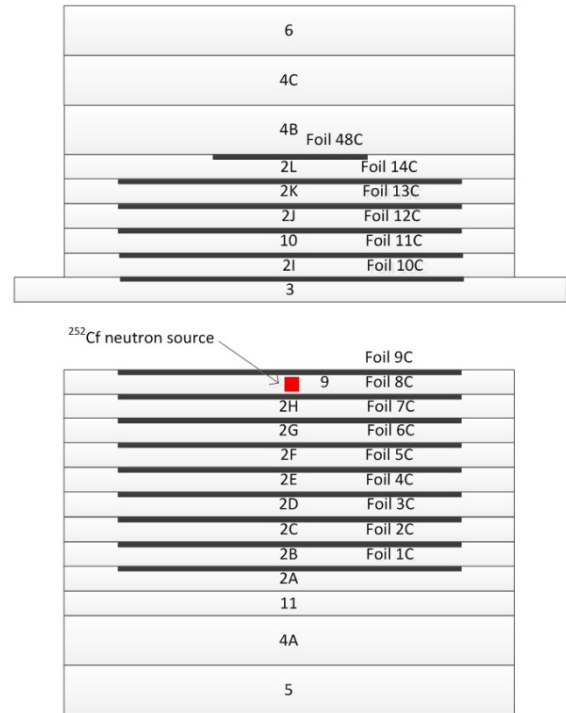 6
4C
4B
Foil 48C
2L Foil 14C
2K Foil 13C
2J Foil 12C
10 Foil 11C
2I Foil 10C
3
²⁵²Cf neutron source
Foil 9C
9 Foil 8C
2H Foil 7C
2G Foil 6C
2F Foil 5C
2E Foil 4C
2D Foil 3C
2C Foil 2C
2B Foil 1C
2A
11
4A
5